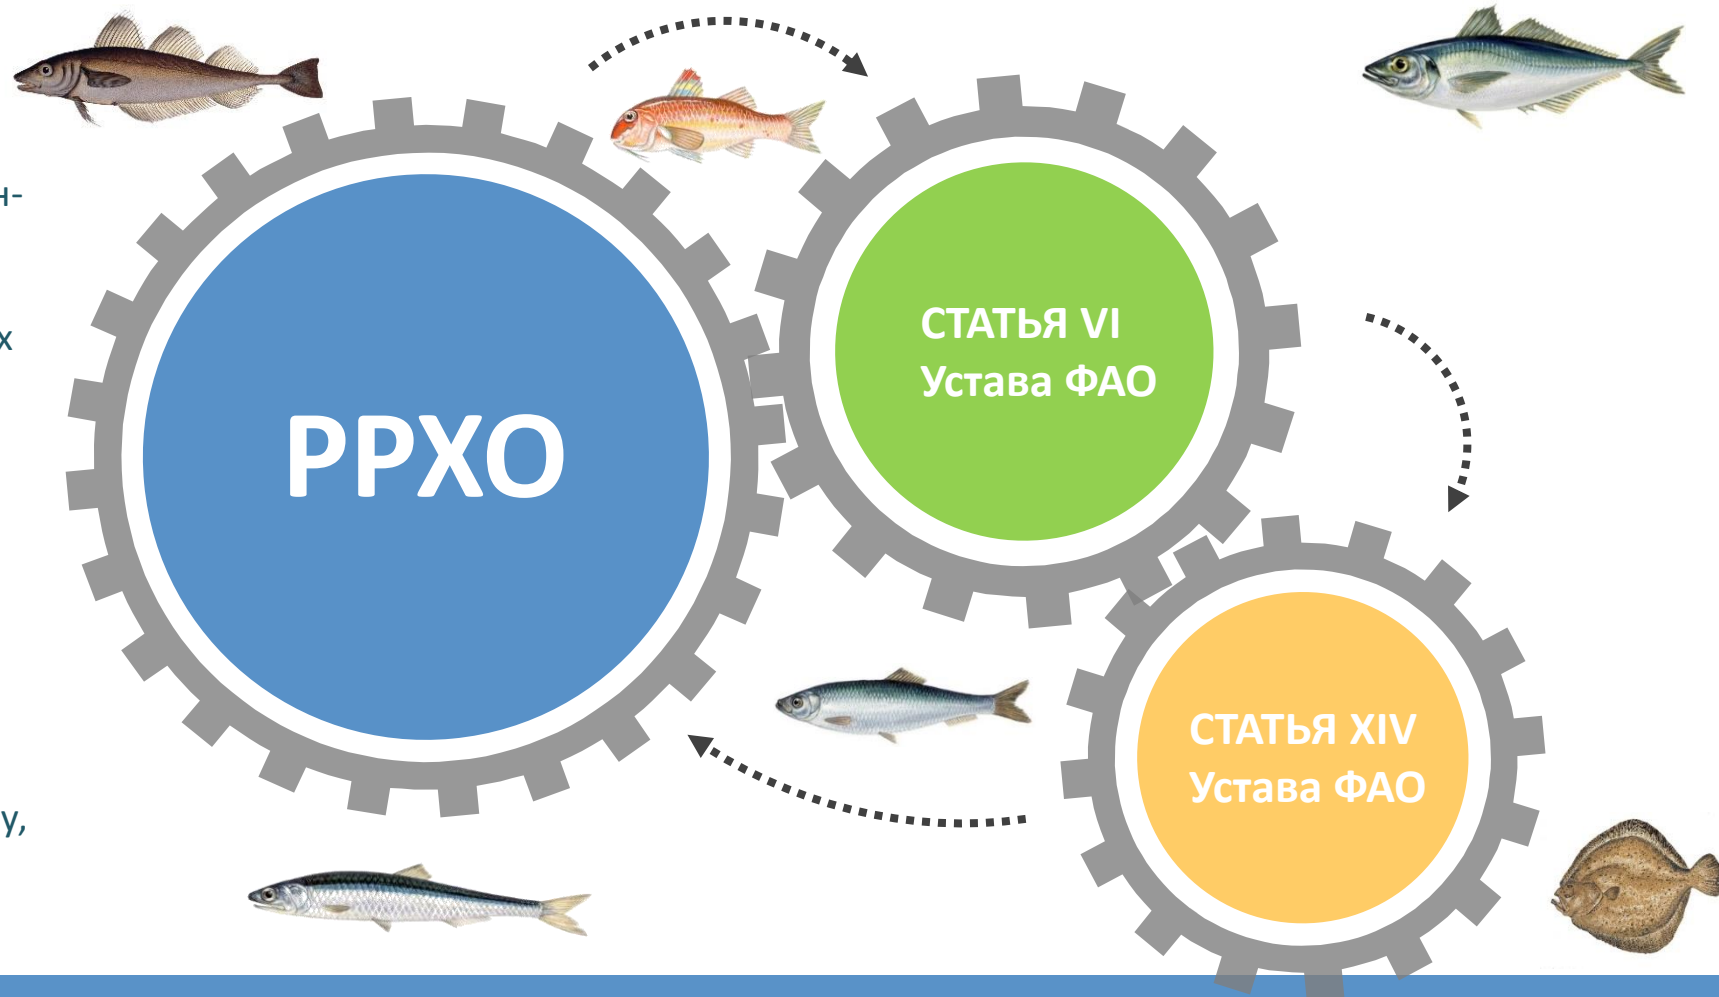 н-
х
РРХО
СТАТЬЯ VI
Устава ФАО
СТАТЬЯ XIV
Устава ФАО
у,